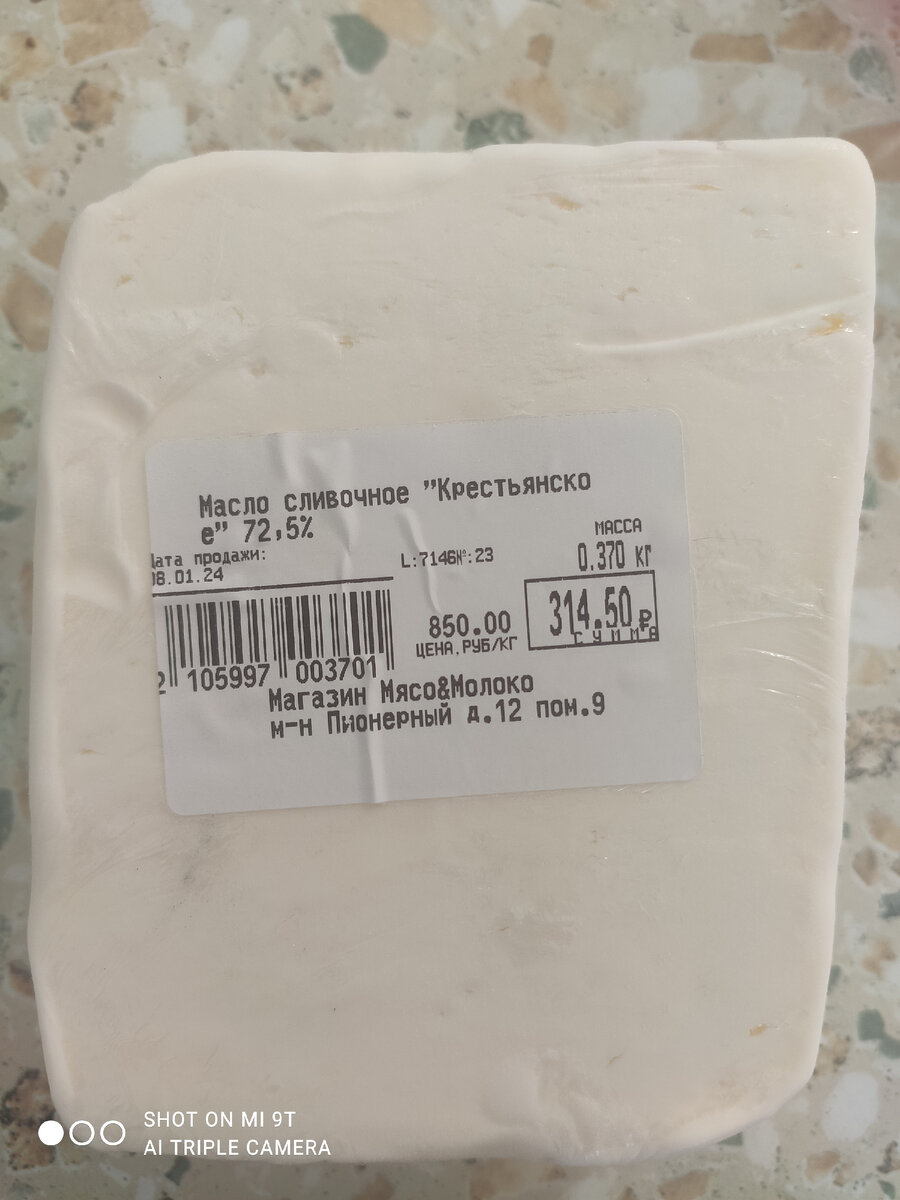 Масло сливочное "Крестьянско
е" 72,5%
Дата продажи:
08.01.24
L:7146№:23
МАССА
0.370 кг
850.00
ЦЕНА,РУБ/КГ
314.50 ₽
СУММА
2 105997 003701
Магазин Мясо&Молоко
м-н Пионерный д.12 пом.9
SHOT ON MI 9T
AI TRIPLE CAMERA